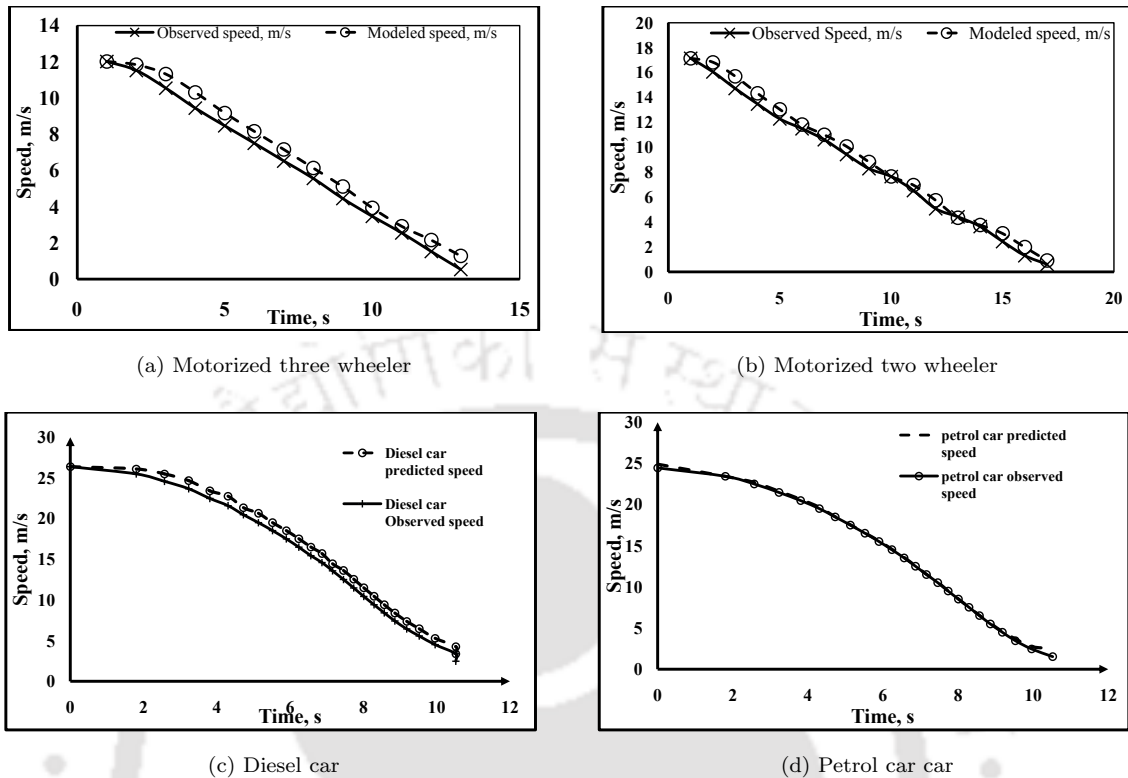 14
12
10
8
6
4
2
0
Observed speed, m/s
Modeled speed, m/s
Speed, m/s
0
5
10
15
Time, s
(a) Motorized three wheeler
20
18
16
14
12
10
8
6
4
2
0
Observed Speed, m/s
Modeled speed, m/s
Speed, m/s
0
5
10
15
20
Time, s
(b) Motorized two wheeler
30
25
20
15
10
5
0
Diesel car
predicted speed
Diesel car
Observed speed
Speed, m/s
0
2
4
6
8
10
12
Time, s
(c) Diesel car
30
25
20
15
10
5
0
petrol car predicted
speed
petrol car observed
speed
Speed, m/s
0
2
4
6
8
10
12
Time, s
(d) Petrol car car